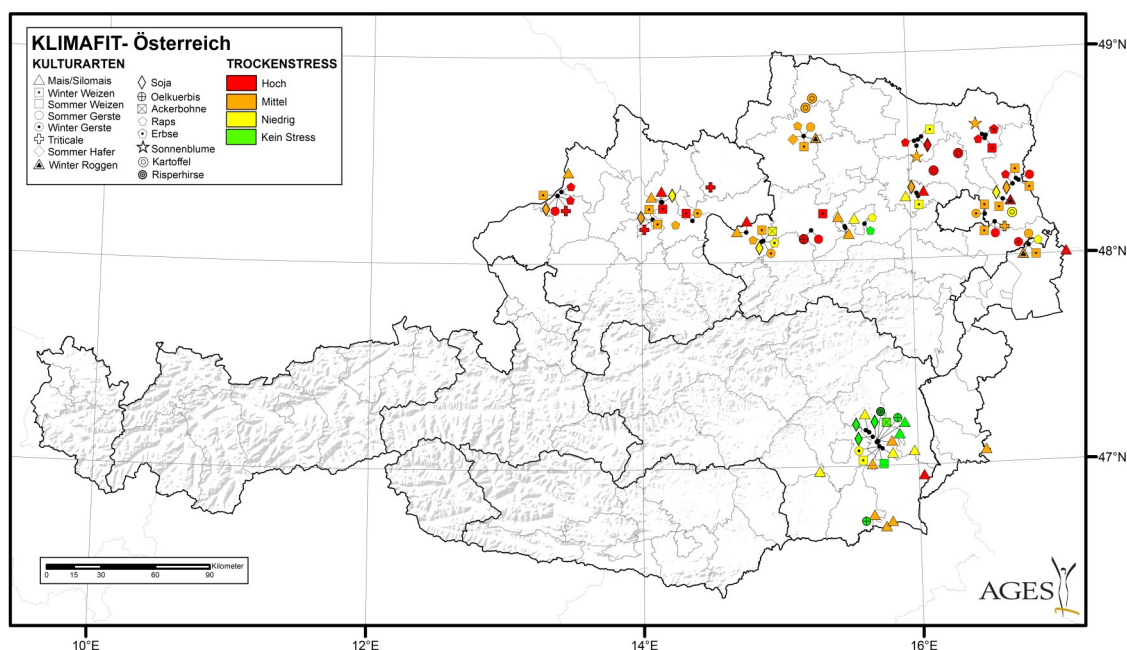 KLIMAFIT- Österreich
KULTURARTEN
Mais/Silomais
Winter Weizen
Sommer Weizen
Sommer Gerste
Winter Gerste
Triticale
Sommer Hafer
Winter Roggen
Soja
Oelkuerbis
Ackerbohne
Raps
Erbse
Sonnenblume
Kartoffel
Risperhirse
TROCKENSTRESS
Hoch
Mittel
Niedrig
Kein Stress
49°N
48°N
47°N
Kilometer
0 15 30 60 90
AGES
10°E 12°E 14°E 16°E